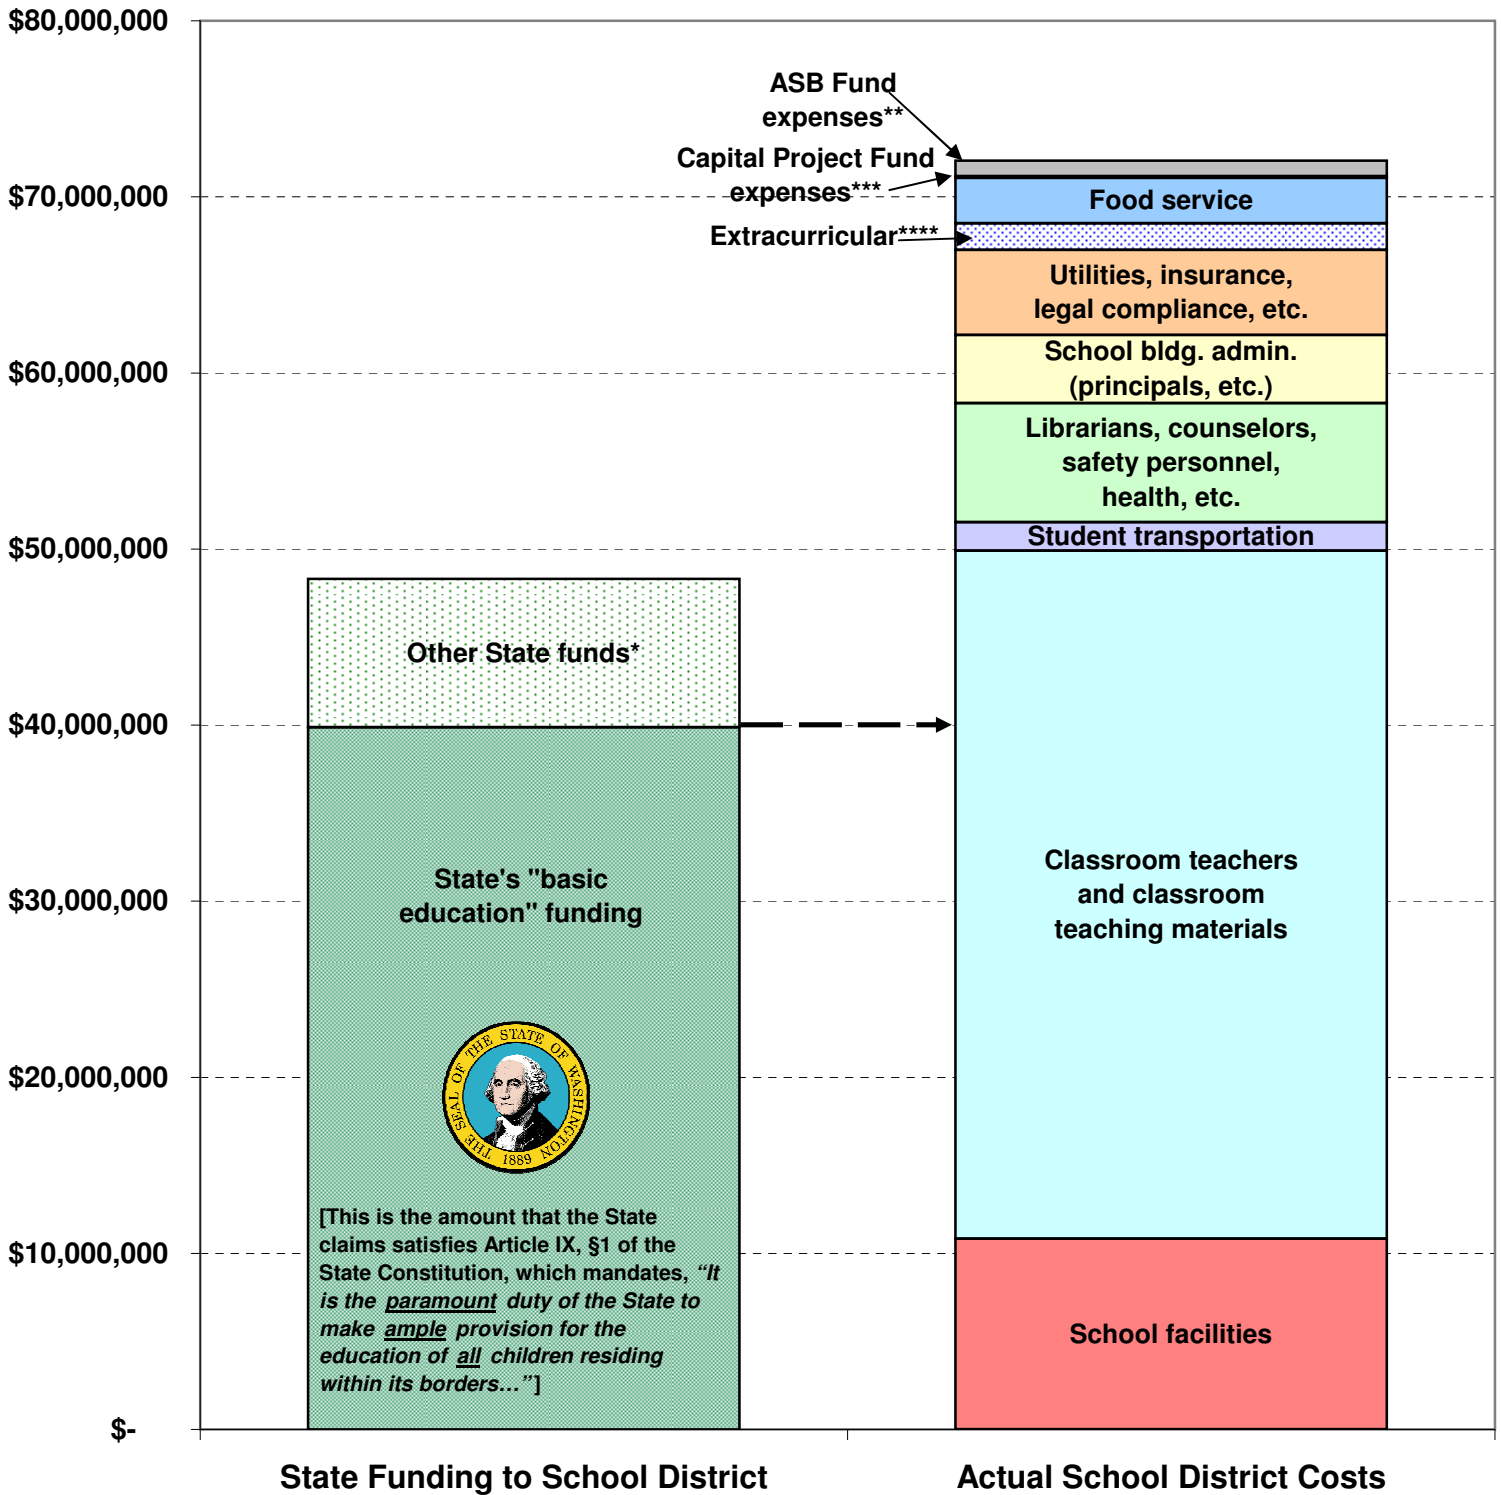 $80,000,000
ASB Fund
expenses**
Capital Project Fund
expenses***
$70,000,000
Food service
Extracurricular****
Utilities, insurance,
legal compliance, etc.
School bldg. admin.
(principals, etc.)
$60,000,000
Librarians, counselors,
safety personnel,
health, etc.
Student transportation
$50,000,000
Other State funds*
$40,000,000
State's "basic
education" funding
$30,000,000
Classroom teachers
and classroom
teaching materials
THE SEAL OF THE STATE OF WASHINGTON
1889
$20,000,000
[This is the amount that the State
claims satisfies Article IX, §1 of the
State Constitution, which mandates, “It
is the paramount duty of the State to
make ample provision for the
education of all children residing
within its borders…”]
$10,000,000
School facilities
$-
State Funding to School District
Actual School District Costs